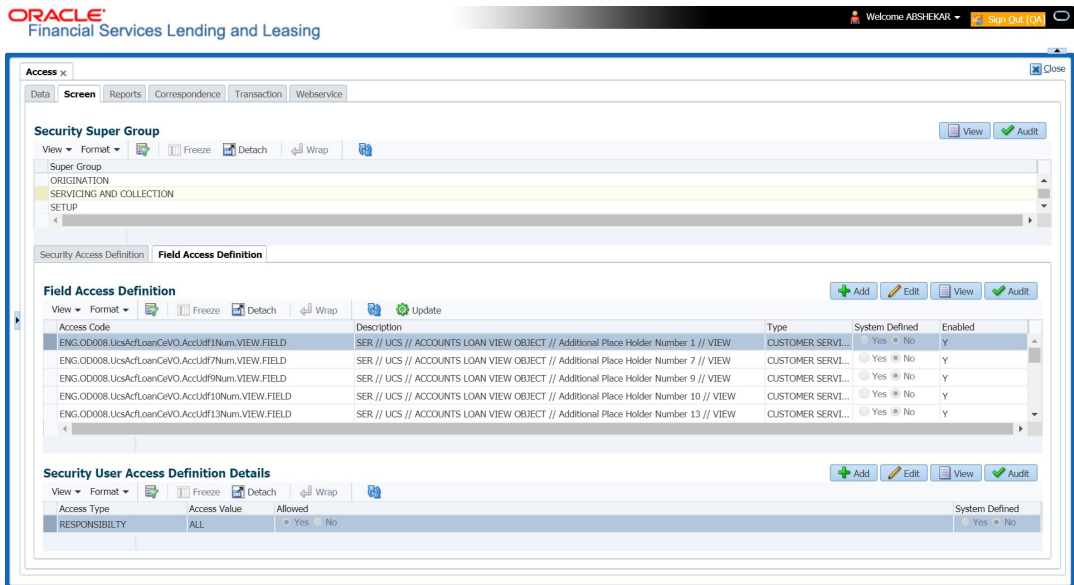 ORACLE'
Financial Services Lending and Leasing
Welcome ABSHEKAR
Sign Out [QA]
Access x
Close
Data Screen Reports Correspondence Transaction Webservice
Security Super Group
View Audit
View Format Freeze Detach Wrap
Super Group
ORIGINATION
SERVICING AND COLLECTION
SETUP
Security Access Definition Field Access Definition
Field Access Definition
Add Edit View Audit
View Format Freeze Detach Wrap Update
Access Code Description Type System Defined Enabled
ENG.OD008.UcsAcfLoanCeVO.AccUdf1Num.VIEW.FIELD SER // UCS // ACCOUNTS LOAN VIEW OBJECT // Additional Place Holder Number 1 // VIEW CUSTOMER SERVI... Yes No Y
ENG.OD008.UcsAcfLoanCeVO.AccUdf7Num.VIEW.FIELD SER // UCS // ACCOUNTS LOAN VIEW OBJECT // Additional Place Holder Number 7 // VIEW CUSTOMER SERVI... Yes No Y
ENG.OD008.UcsAcfLoanCeVO.AccUdf9Num.VIEW.FIELD SER // UCS // ACCOUNTS LOAN VIEW OBJECT // Additional Place Holder Number 9 // VIEW CUSTOMER SERVI... Yes No Y
ENG.OD008.UcsAcfLoanCeVO.AccUdf10Num.VIEW.FIELD SER // UCS // ACCOUNTS LOAN VIEW OBJECT // Additional Place Holder Number 10 // VIEW CUSTOMER SERVI... Yes No Y
ENG.OD008.UcsAcfLoanCeVO.AccUdf13Num.VIEW.FIELD SER // UCS // ACCOUNTS LOAN VIEW OBJECT // Additional Place Holder Number 13 // VIEW CUSTOMER SERVI... Yes No Y
Security User Access Definition Details
Add Edit View Audit
View Format Freeze Detach Wrap
Access Type Access Value Allowed System Defined
RESPONSIBILTY ALL Yes No Yes No